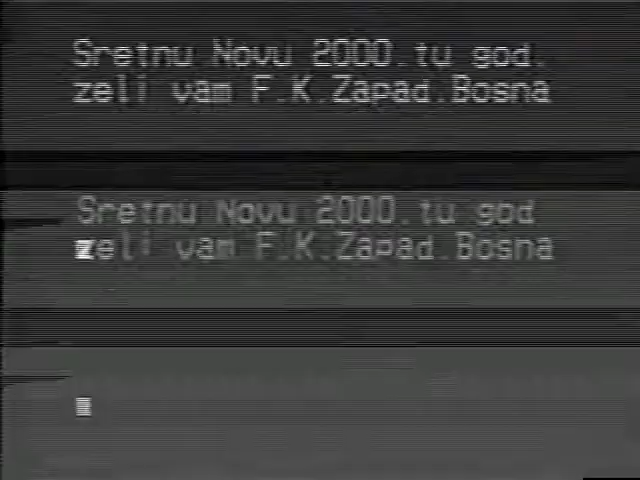 Sretnu Novu 2000.tu god.
zeli vam F.K.Zapad.Bosna
Sretnu Novu 2000.tu god
zeli vam F.K.Zapad.Bosna